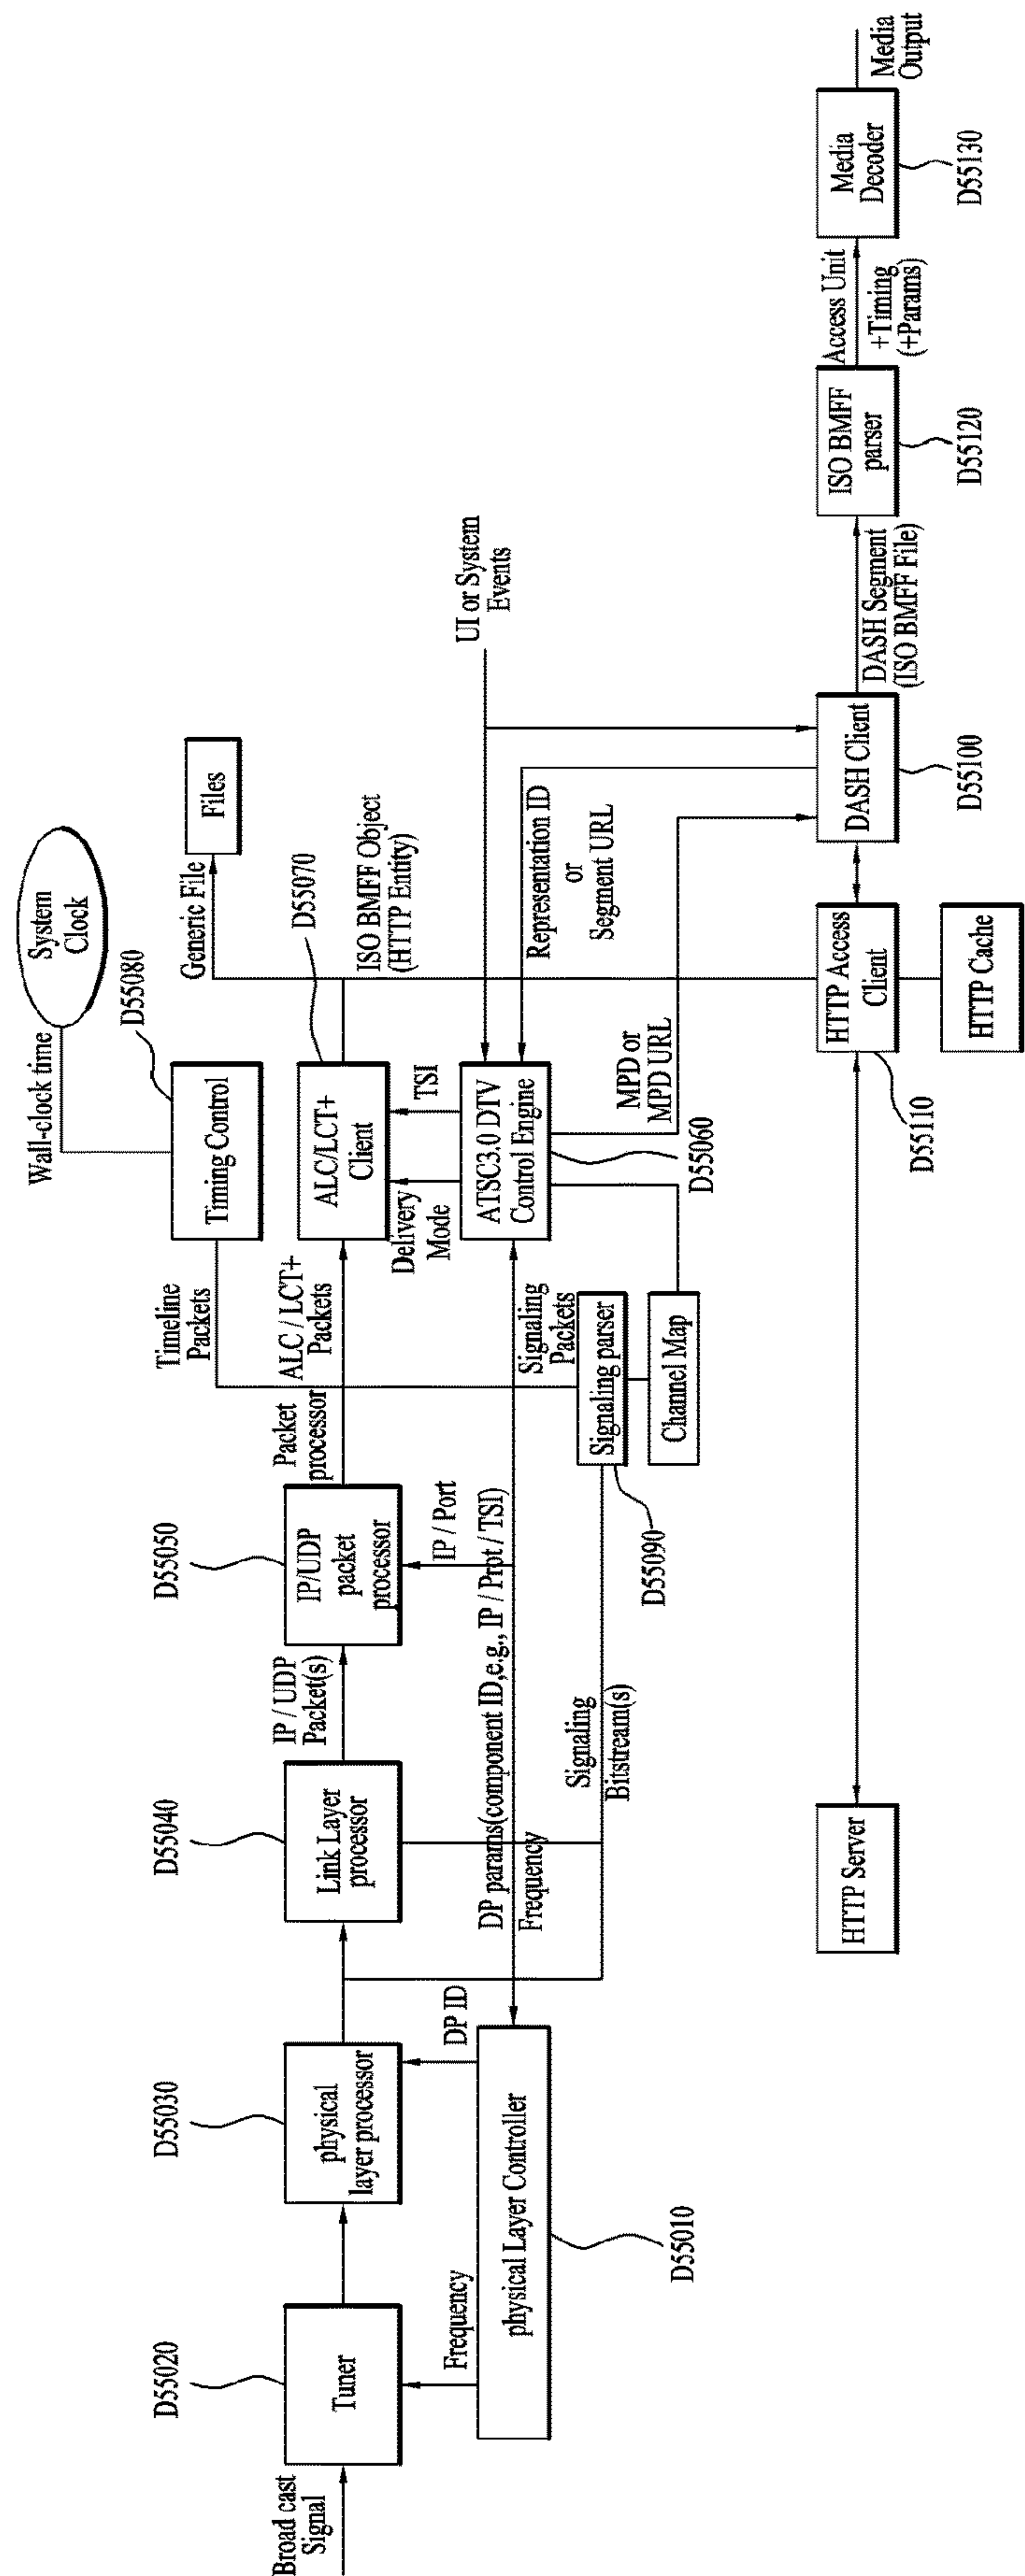 Broad cast
Signal
Tuner
D55020
Frequency
physical Layer Controller
D55010
physical
layer processor
D55030
DP ID
Link Layer
processor
D55040
DP params(component ID,e.g., IP / Prot / TSI)
Frequency
Signaling
Bitstream(s)
IP / UDP
Packet(s)
IP/UDP
packet
processor
D55050
IP / Port
Packet
processor
ALC / LCT+
Packets
Timeline
Packets
Signaling
Packets
Signaling parser
D55090
Channel Map
Wall-clock time
System
Clock
Timing Control
D55080
ALC/LCT+
Client
D55070
Delivery
Mode
TSI
ATSC3.0 DTV
Control Engine
D55060
Generic File
Files
ISO BMFF Object
(HTTP Entity)
UI or System
Events
Representation ID
or
Segment URL
MPD or
MPD URL
HTTP Server
HTTP Access
Client
D55110
HTTP Cache
DASH Client
D55100
DASH Segment
(ISO BMFF File)
ISO BMFF
parser
D55120
Access Unit
+Timing
(+Params)
Media
Decoder
D55130
Media
Output